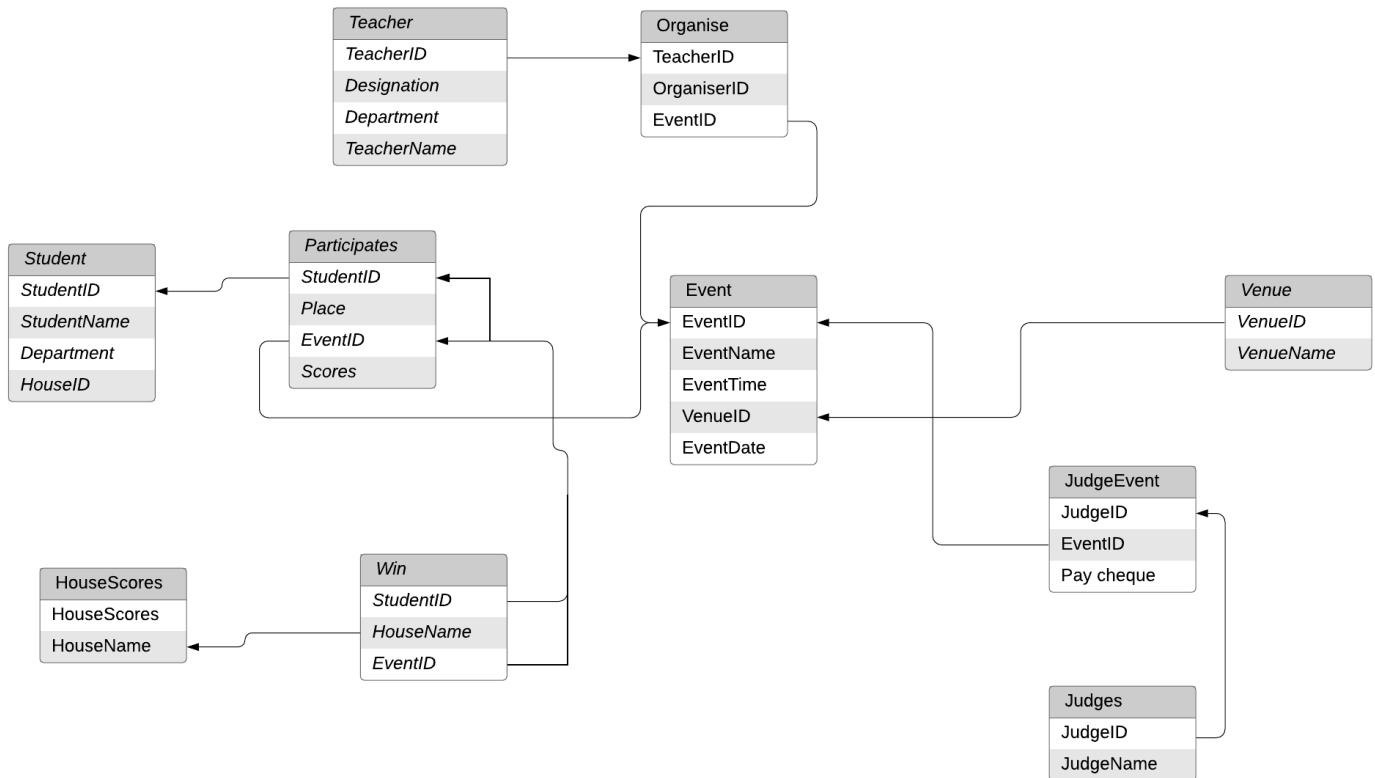 Teacher
TeacherID
Designation
Department
TeacherName
Organise
TeacherID
OrganiserID
EventID
Student
StudentID
StudentName
Department
HouseID
Participates
StudentID
Place
EventID
Scores
Event
EventID
EventName
EventTime
VenueID
EventDate
Venue
VenueID
VenueName
JudgeEvent
JudgeID
EventID
Pay cheque
HouseScores
HouseScores
HouseName
Win
StudentID
HouseName
EventID
Judges
JudgeID
JudgeName